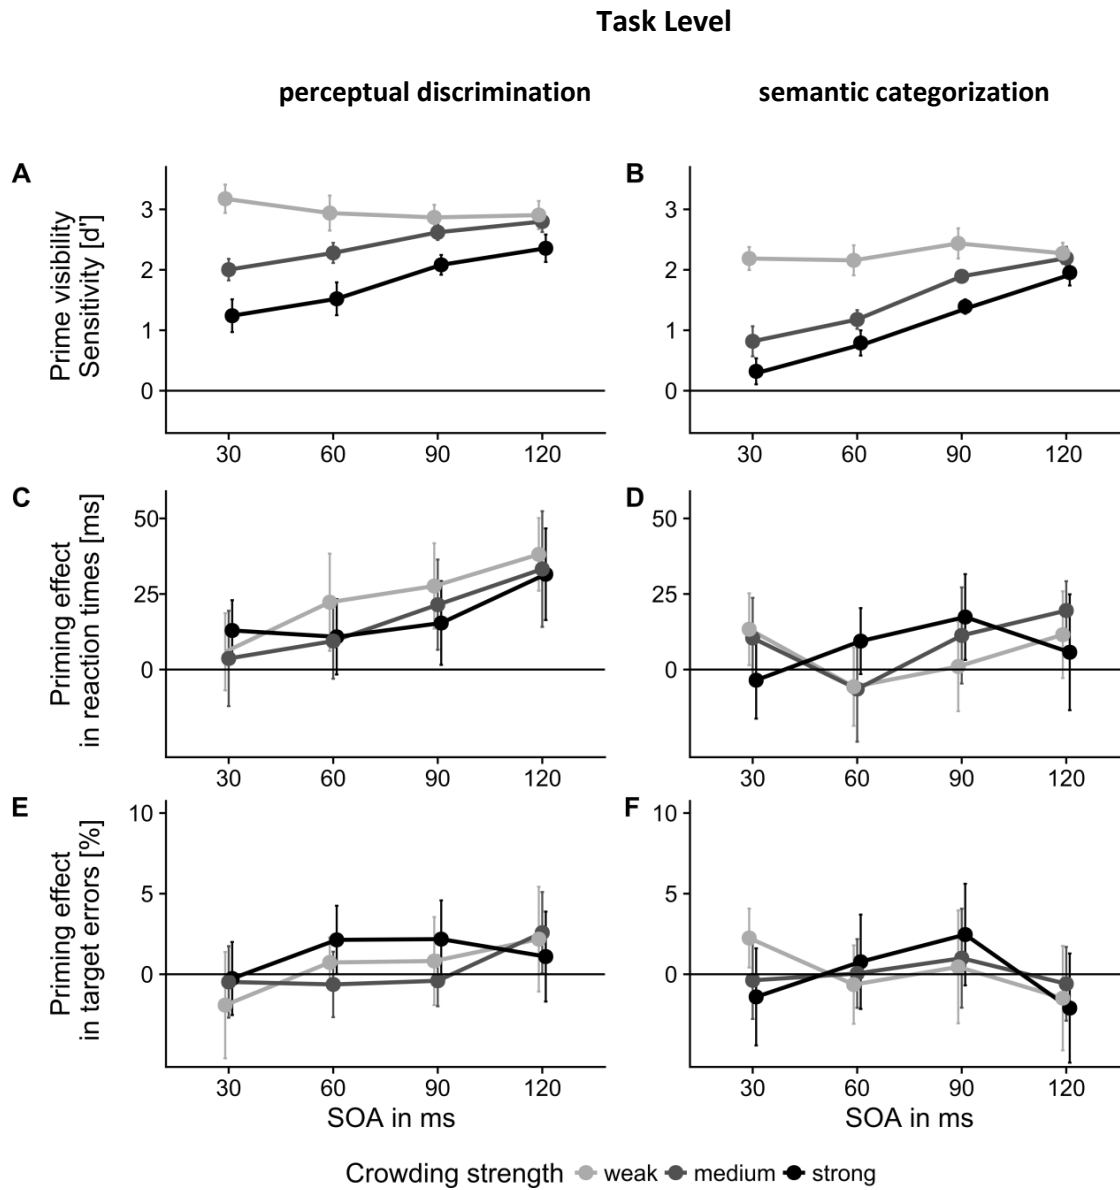 Task Level
perceptual discrimination
semantic categorization
A
Prime visibility
Sensitivity [d']
3
2
1
0
30 60 90 120
B
3
2
1
0
30 60 90 120
C
Priming effect
in reaction times [ms]
50
25
0
30 60 90 120
D
50
25
0
30 60 90 120
E
Priming effect
in target errors [%]
10
5
0
30 60 90 120
SOA in ms
F
10
5
0
30 60 90 120
SOA in ms
Crowding strength weak medium strong